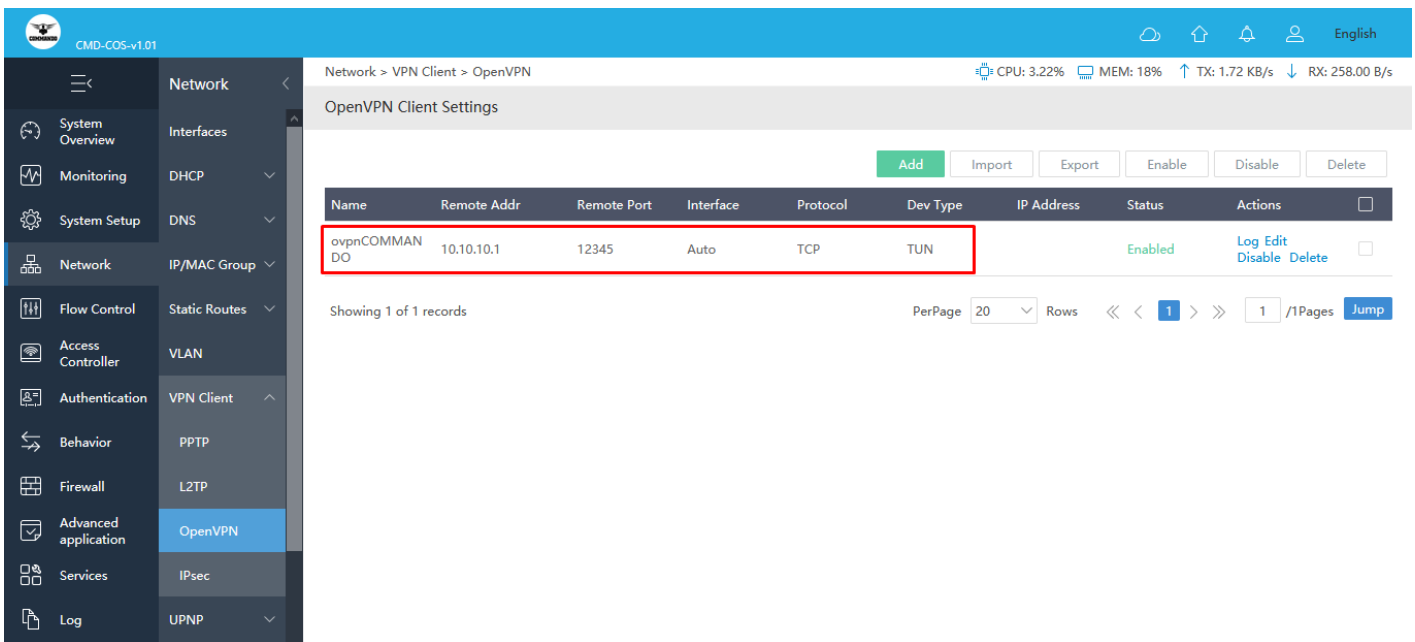 COMMANDO
CMD-COS-v1.01
English
Network
Network > VPN Client > OpenVPN
CPU: 3.22% MEM: 18% TX: 1.72 KB/s RX: 258.00 B/s
OpenVPN Client Settings
System
Overview
Monitoring
System Setup
Network
Flow Control
Access
Controller
Authentication
Behavior
Firewall
Advanced
application
Services
Log
Interfaces
DHCP
DNS
IP/MAC Group
Static Routes
VLAN
VPN Client
PPTP
L2TP
OpenVPN
IPsec
UPNP
Add Import Export Enable Disable Delete
Name Remote Addr Remote Port Interface Protocol Dev Type IP Address Status Actions
ovpnCOMMAN
DO
10.10.10.1 12345 Auto TCP TUN Enabled
Log Edit
Disable Delete
Showing 1 of 1 records
PerPage 20 Rows 1 1 /1Pages Jump